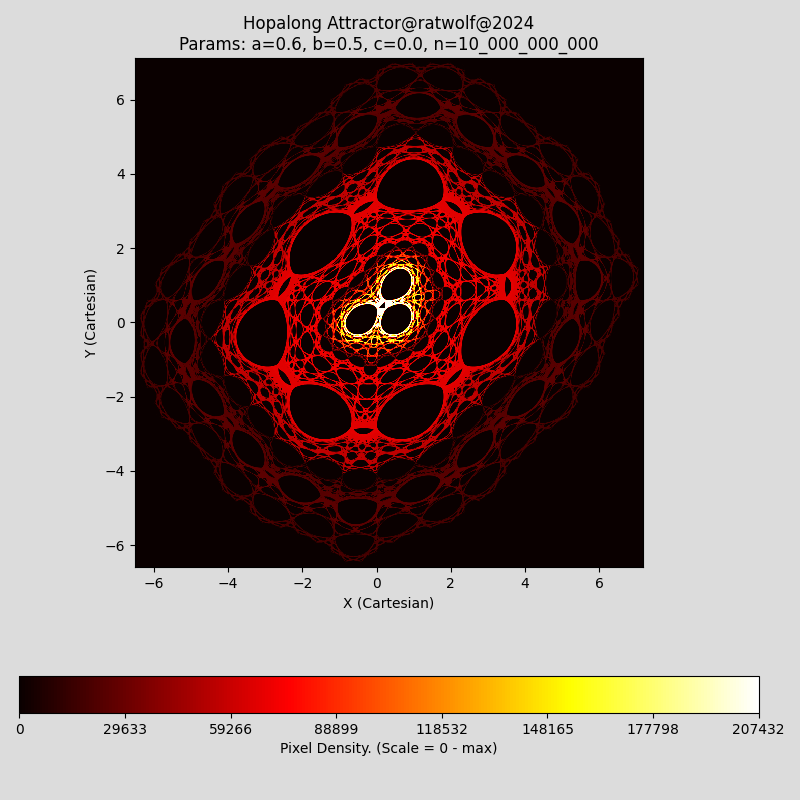 Hopalong Attractor@ratwolf@2024
Params: a=0.6, b=0.5, c=0.0, n=10_000_000_000
Y (Cartesian)
6
4
2
0
−2
−4
−6
−6 −4 −2 0 2 4 6
X (Cartesian)
0 29633 59266 88899 118532 148165 177798 207432
Pixel Density. (Scale = 0 - max)